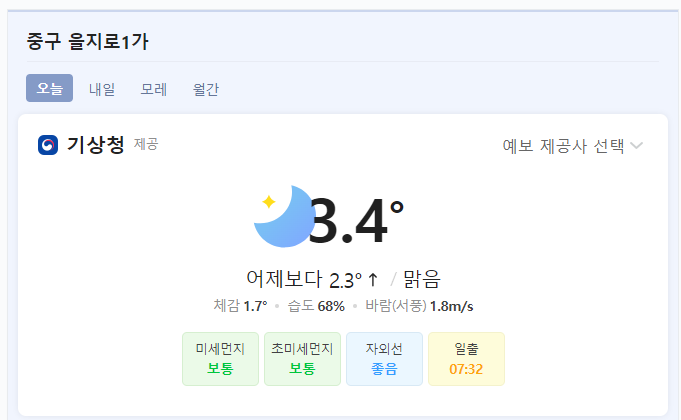 중구 을지로1가
오늘 내일 모레 월간
기상청 제공 예보 제공사 선택
3.4°
어제보다 2.3° ↑ / 맑음
체감 1.7° • 습도 68% • 바람(서풍) 1.8m/s
미세먼지 초미세먼지 자외선 일출
보통 보통 좋음 07:32